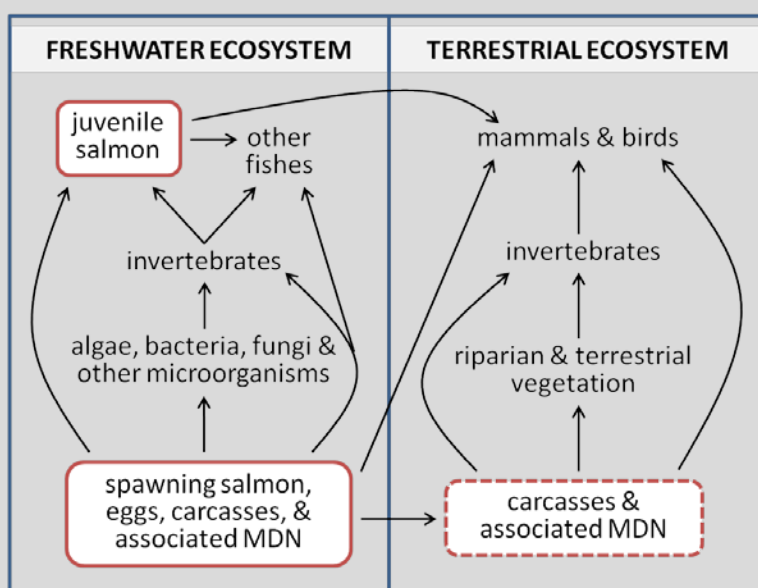 FRESHWATER ECOSYSTEM
TERRESTRIAL ECOSYSTEM
juvenile
salmon
other
fishes
mammals & birds
invertebrates
invertebrates
algae, bacteria, fungi &
other microorganisms
riparian & terrestrial
vegetation
spawning salmon,
eggs, carcasses, &
associated MDN
carcasses &
associated MDN